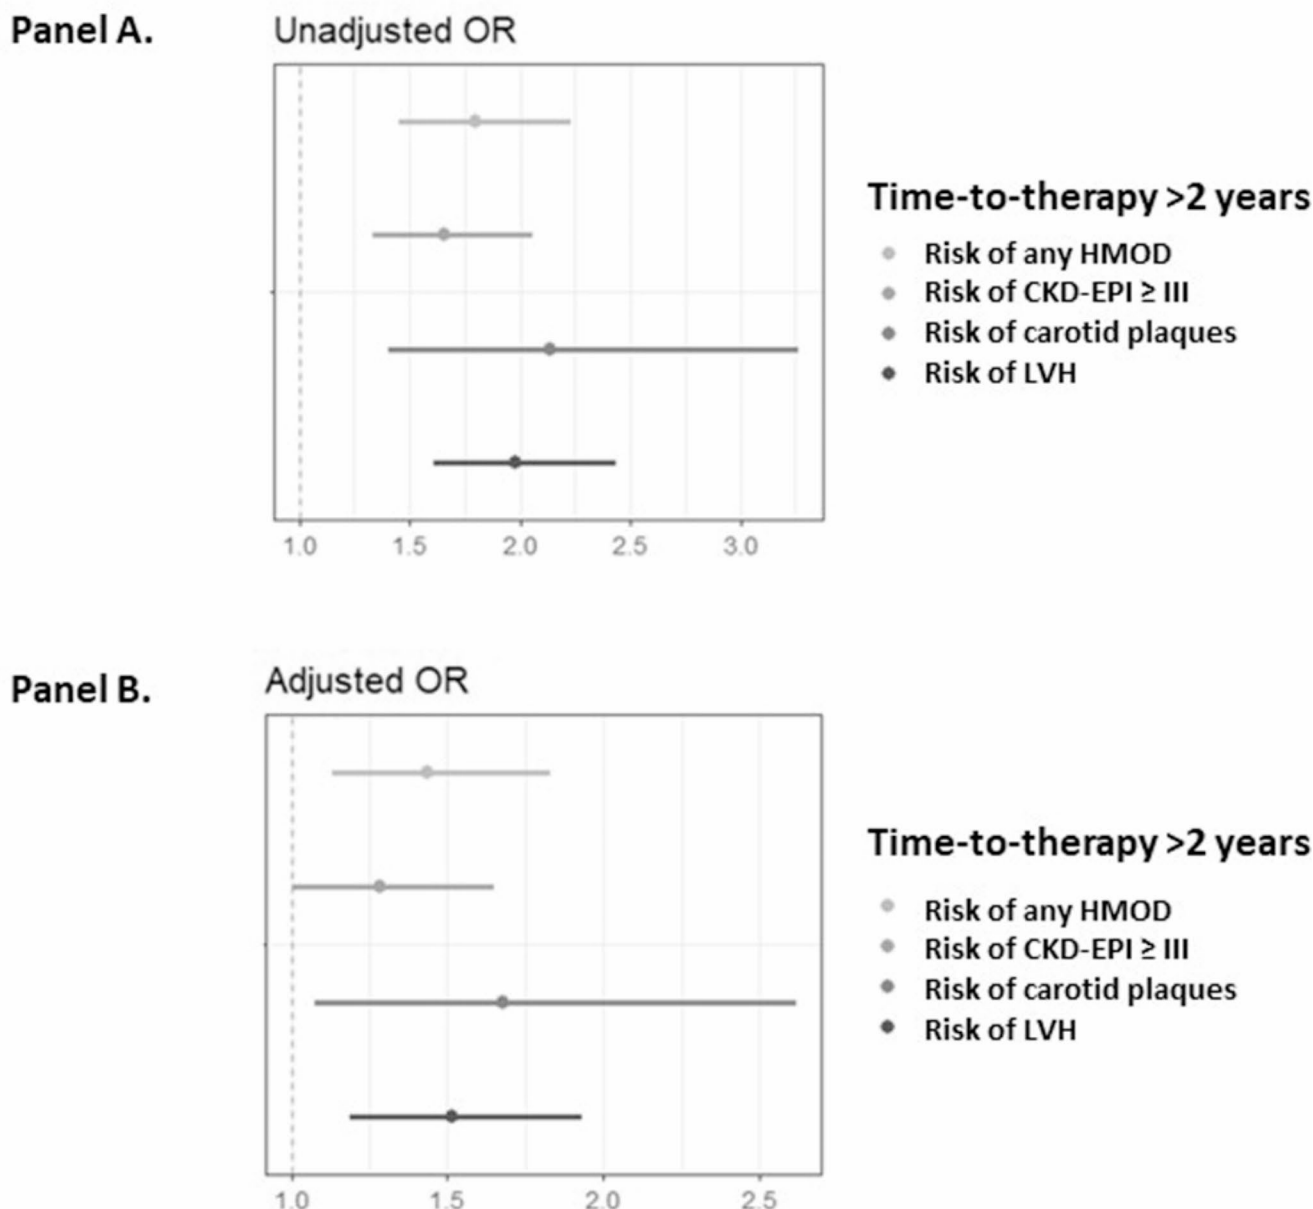 Panel A.
Unadjusted OR
Time-to-therapy >2 years
Risk of any HMOD
Risk of CKD-EPI ≥ III
Risk of carotid plaques
Risk of LVH
1.0 1.5 2.0 2.5 3.0
Panel B.
Adjusted OR
Time-to-therapy >2 years
Risk of any HMOD
Risk of CKD-EPI ≥ III
Risk of carotid plaques
Risk of LVH
1.0 1.5 2.0 2.5